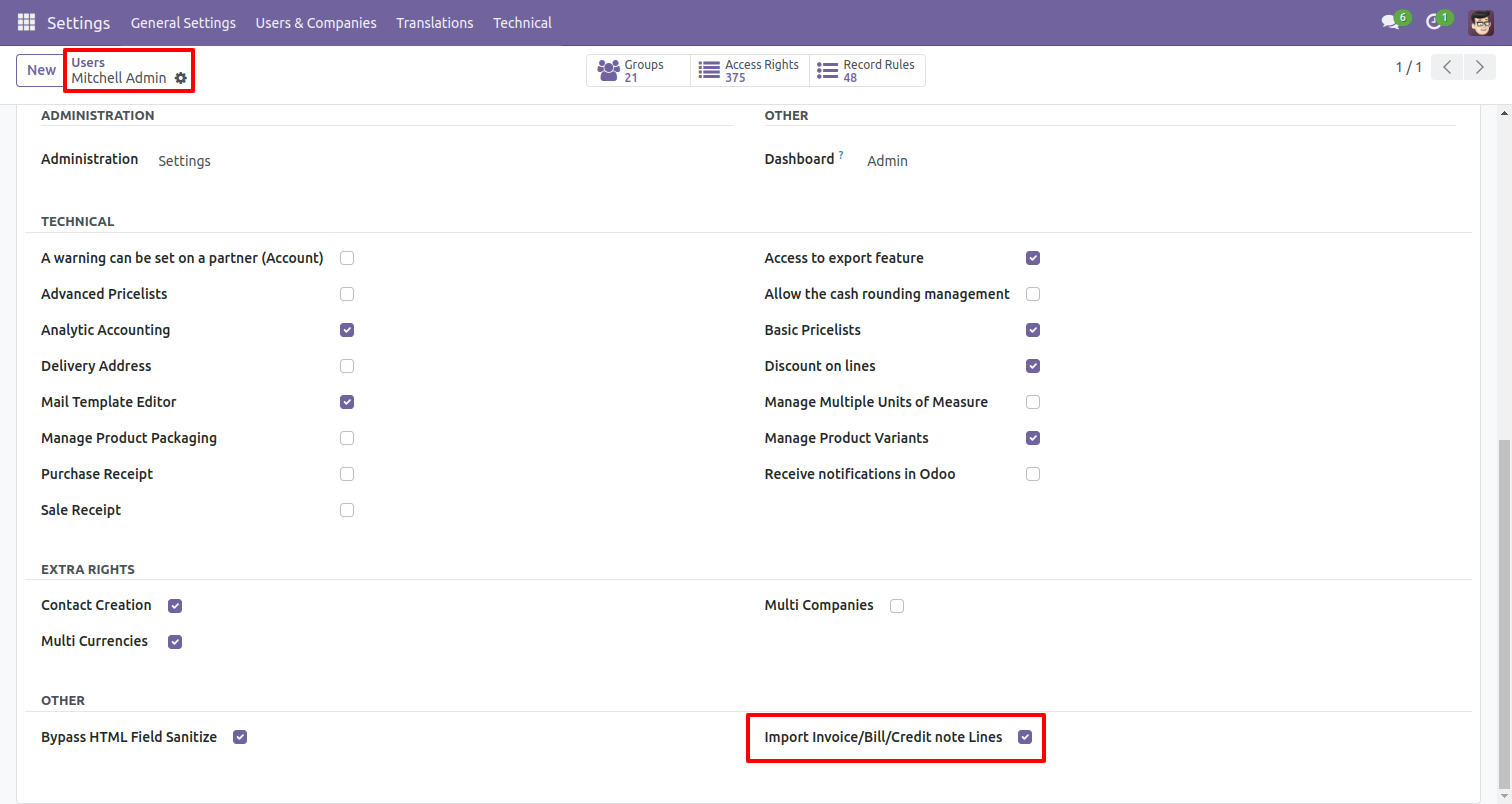 Settings General Settings Users & Companies Translations Technical 6 1
New Users Groups Access Rights Record Rules
Mitchell Admin 21 375 48 1 / 1
ADMINISTRATION OTHER
Administration Settings Dashboard ? Admin
TECHNICAL
A warning can be set on a partner (Account) Access to export feature
Advanced Pricelists Allow the cash rounding management
Analytic Accounting Basic Pricelists
Delivery Address Discount on lines
Mail Template Editor Manage Multiple Units of Measure
Manage Product Packaging Manage Product Variants
Purchase Receipt Receive notifications in Odoo
Sale Receipt
EXTRA RIGHTS
Contact Creation Multi Companies
Multi Currencies
OTHER
Bypass HTML Field Sanitize Import Invoice/Bill/Credit note Lines